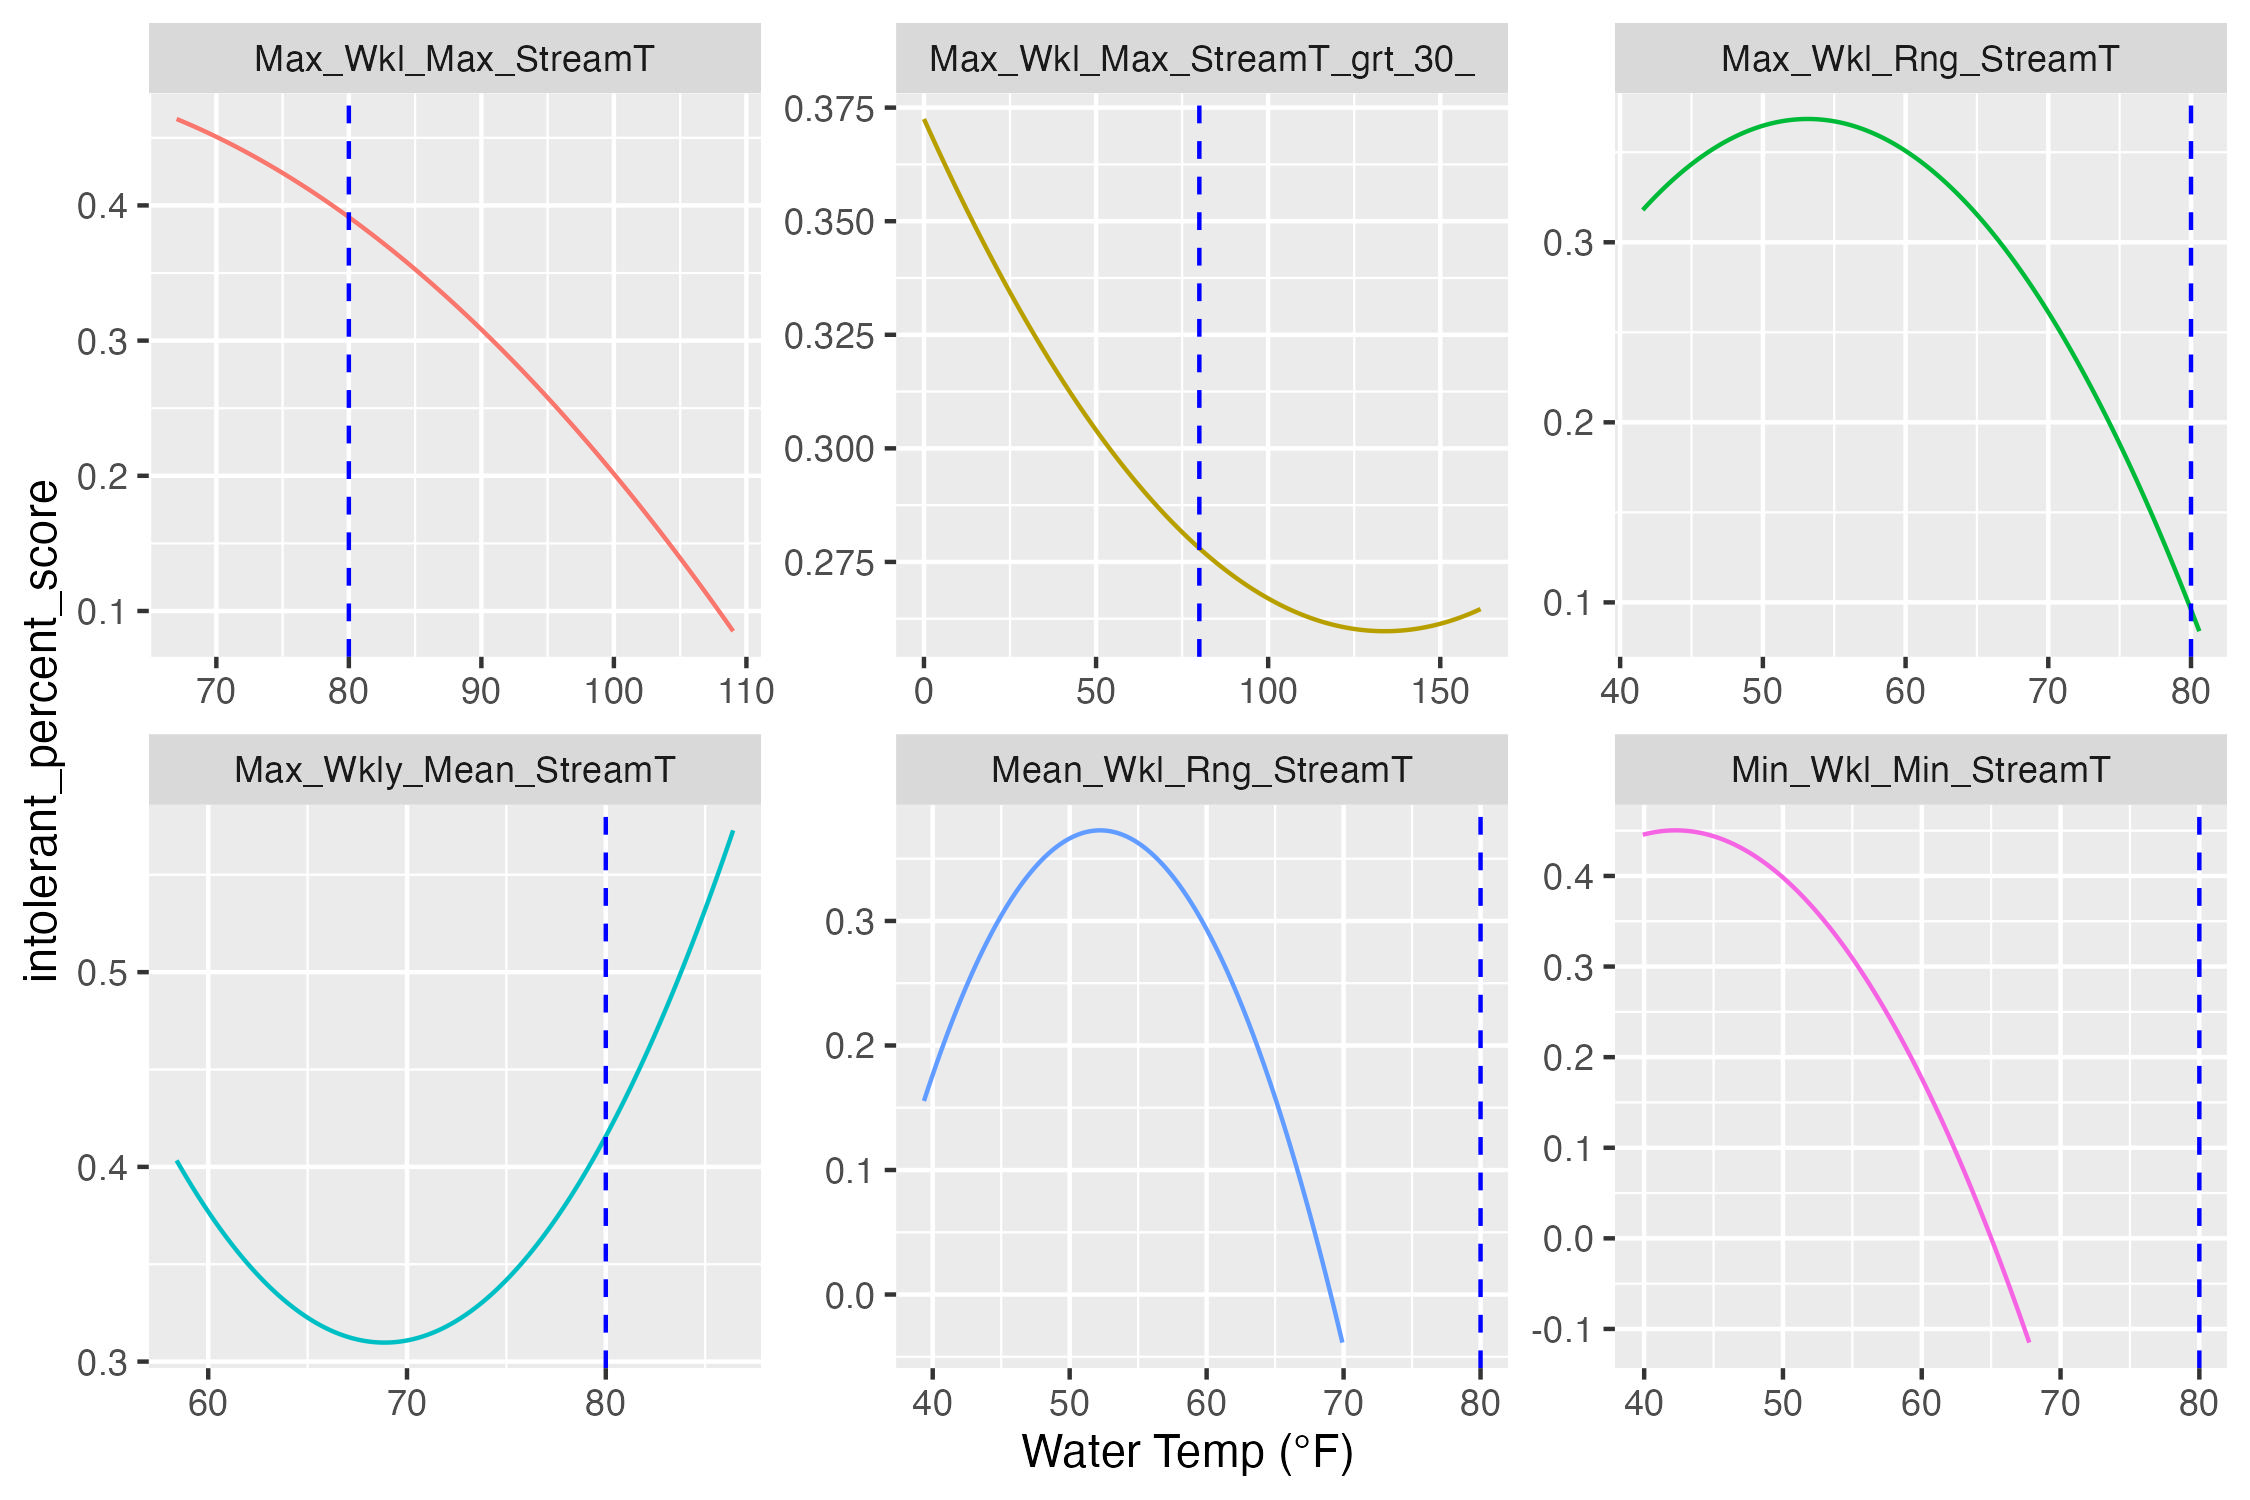 Max_Wkl_Max_StreamT
Max_Wkl_Max_StreamT_grt_30_
Max_Wkl_Rng_StreamT
0.4
0.3
0.2
0.1
70 80 90 100 110
0.375
0.350
0.325
0.300
0.275
0 50 100 150
0.3
0.2
0.1
40 50 60 70 80
intolerant_percent_score
Max_Wkly_Mean_StreamT
Mean_Wkl_Rng_StreamT
Min_Wkl_Min_StreamT
0.5
0.4
0.3
60 70 80
0.3
0.2
0.1
0.0
40 50 60 70 80
0.4
0.3
0.2
0.1
0.0
-0.1
40 50 60 70 80
Water Temp (°F)